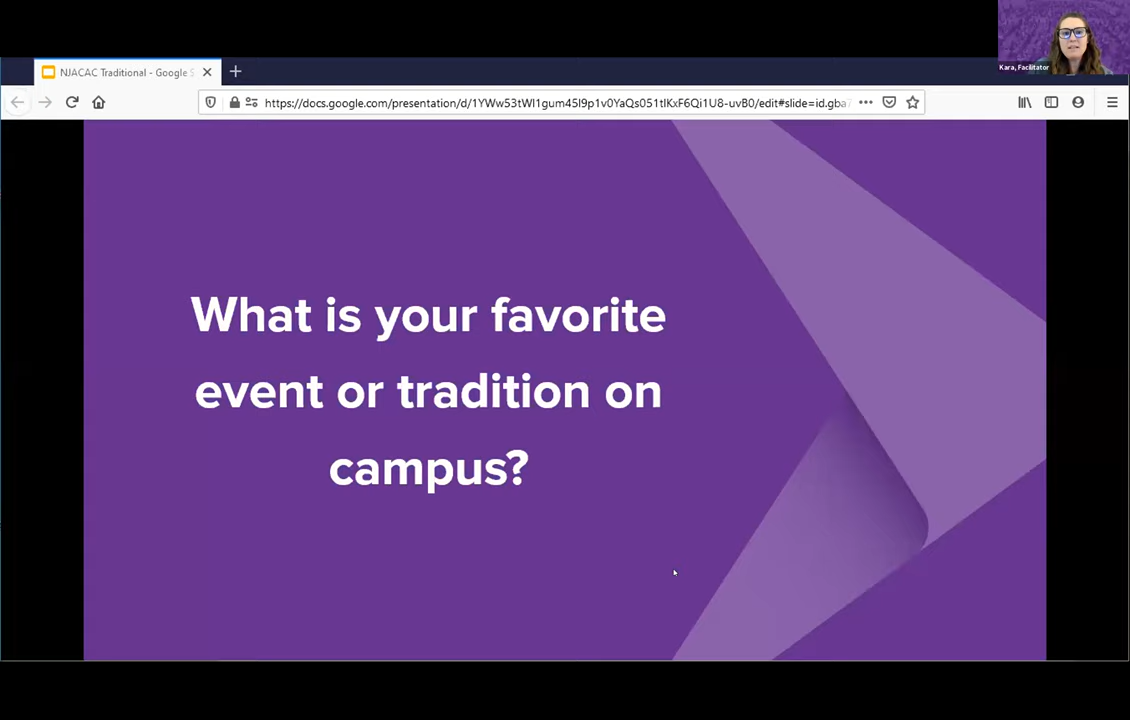 Kara, Facilitator
NJACAC Traditional - Google S
https://docs.google.com/presentation/d/1YWw53tWI1gum45I9p1v0YaQs051tIKxF6Qi1U8-uvB0/edit#slide=id.gba
What is your favorite
event or tradition on
campus?